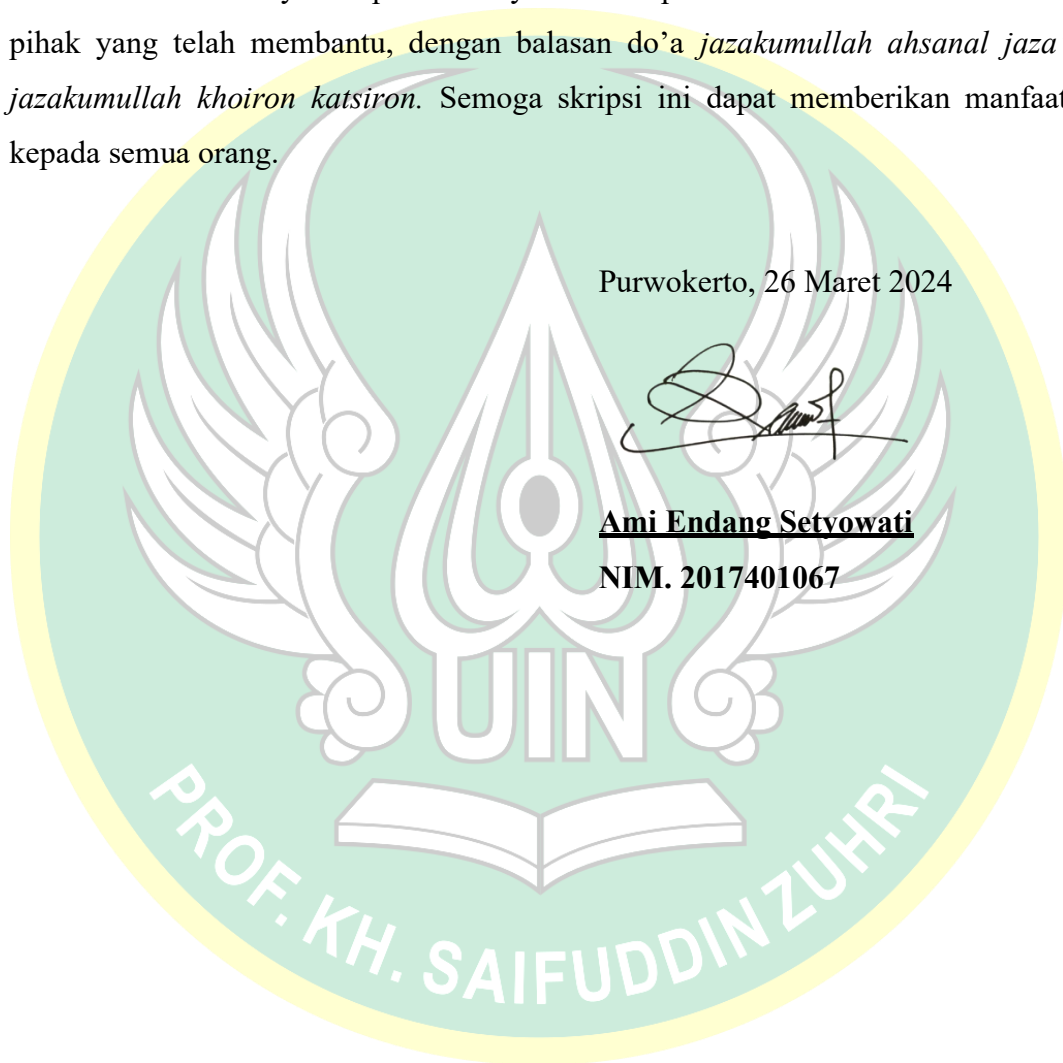 pihak yang telah membantu, dengan balasan do’a jazakumullah ahsanal jaza
jazakumullah khoiron katsiron. Semoga skripsi ini dapat memberikan manfaat
kepada semua orang.
Purwokerto, 26 Maret 2024
Ami Endang Setyowati
NIM. 2017401067
UIN
PROF. KH. SAIFUDDIN ZUHRI